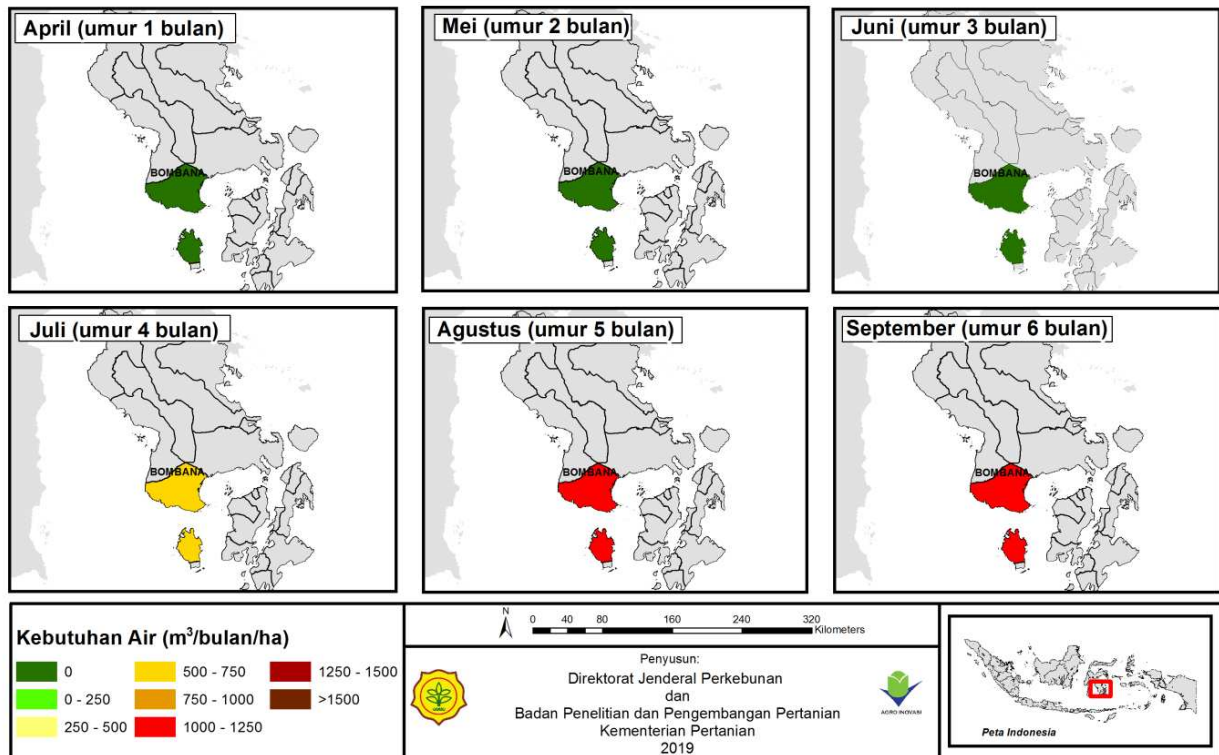 April (umur 1 bulan)
BOMBANA
Mei (umur 2 bulan)
BOMBANA
Juni (umur 3 bulan)
BOMBANA
Juli (umur 4 bulan)
BOMBANA
Agustus (umur 5 bulan)
BOMBANA
September (umur 6 bulan)
BOMBANA
Kebutuhan Air (m³/bulan/ha)
0
0 - 250
250 - 500
500 - 750
750 - 1000
1000 - 1250
1250 - 1500
>1500
N
0 20 40 80 160 240 320
Kilometers
Penyusun:
Direktorat Jenderal Perkebunan
dan
Badan Penelitian dan Pengembangan Pertanian
Kementerian Pertanian
2019
AGRO INOVASI
Peta Indonesia